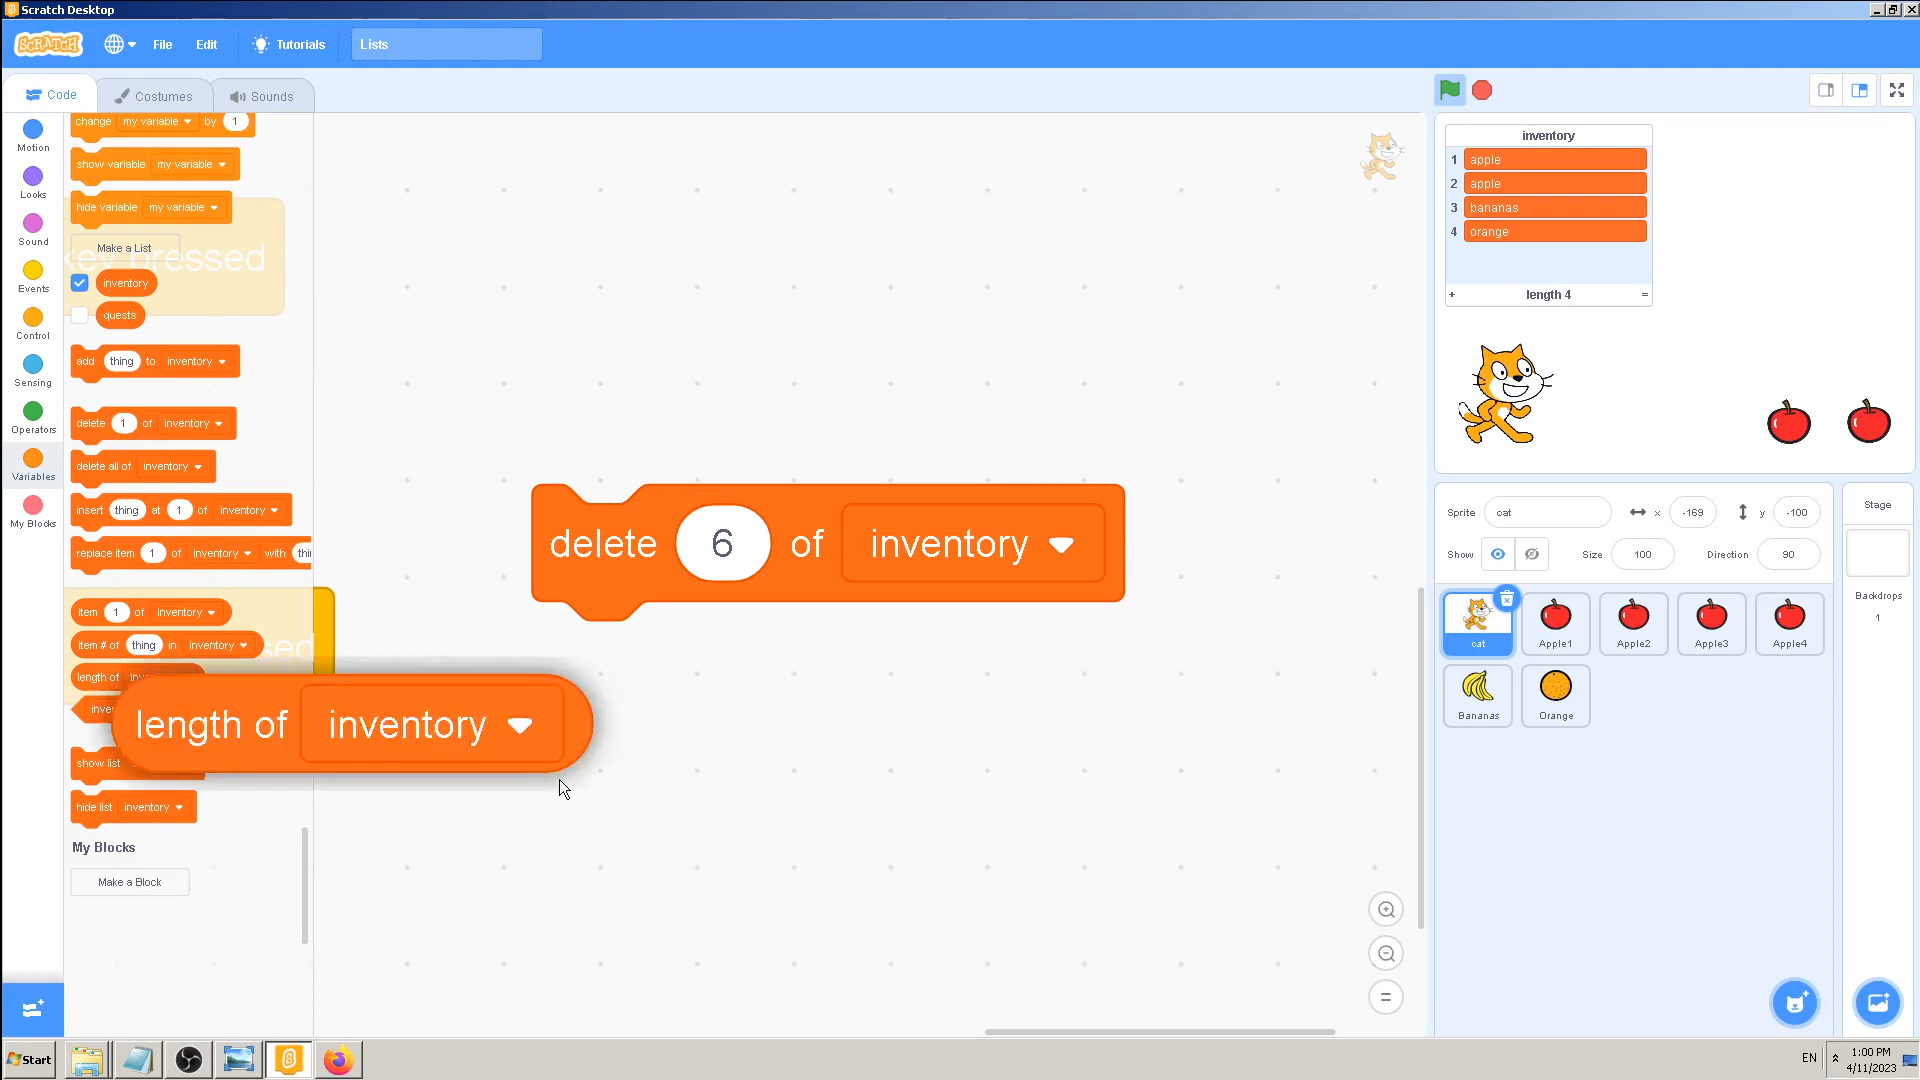 Scratch Desktop
SCRATCH
File
Edit
Tutorials
Lists
Code
Costumes
Sounds
Motion
Looks
Sound
Events
Control
Sensing
Operators
Variables
My Blocks
change my variable by 1
show variable my variable
hide variable my variable
Make a List
key pressed
inventory
quests
add thing to inventory
delete 1 of inventory
delete all of inventory
insert thing at 1 of inventory
replace item 1 of inventory with thi
item 1 of inventory
item # of thing in inventory
length of inv
inve
show list
hide list inventory
My Blocks
Make a Block
delete 6 of inventory
length of inventory
inventory
1 apple
2 apple
3 bananas
4 orange
+ length 4 =
Sprite cat x -169 y -100
Show Size 100 Direction 90
cat
Apple1
Apple2
Apple3
Apple4
Bananas
Orange
Stage
Backdrops
1
Start
EN
1:00 PM
4/11/2023